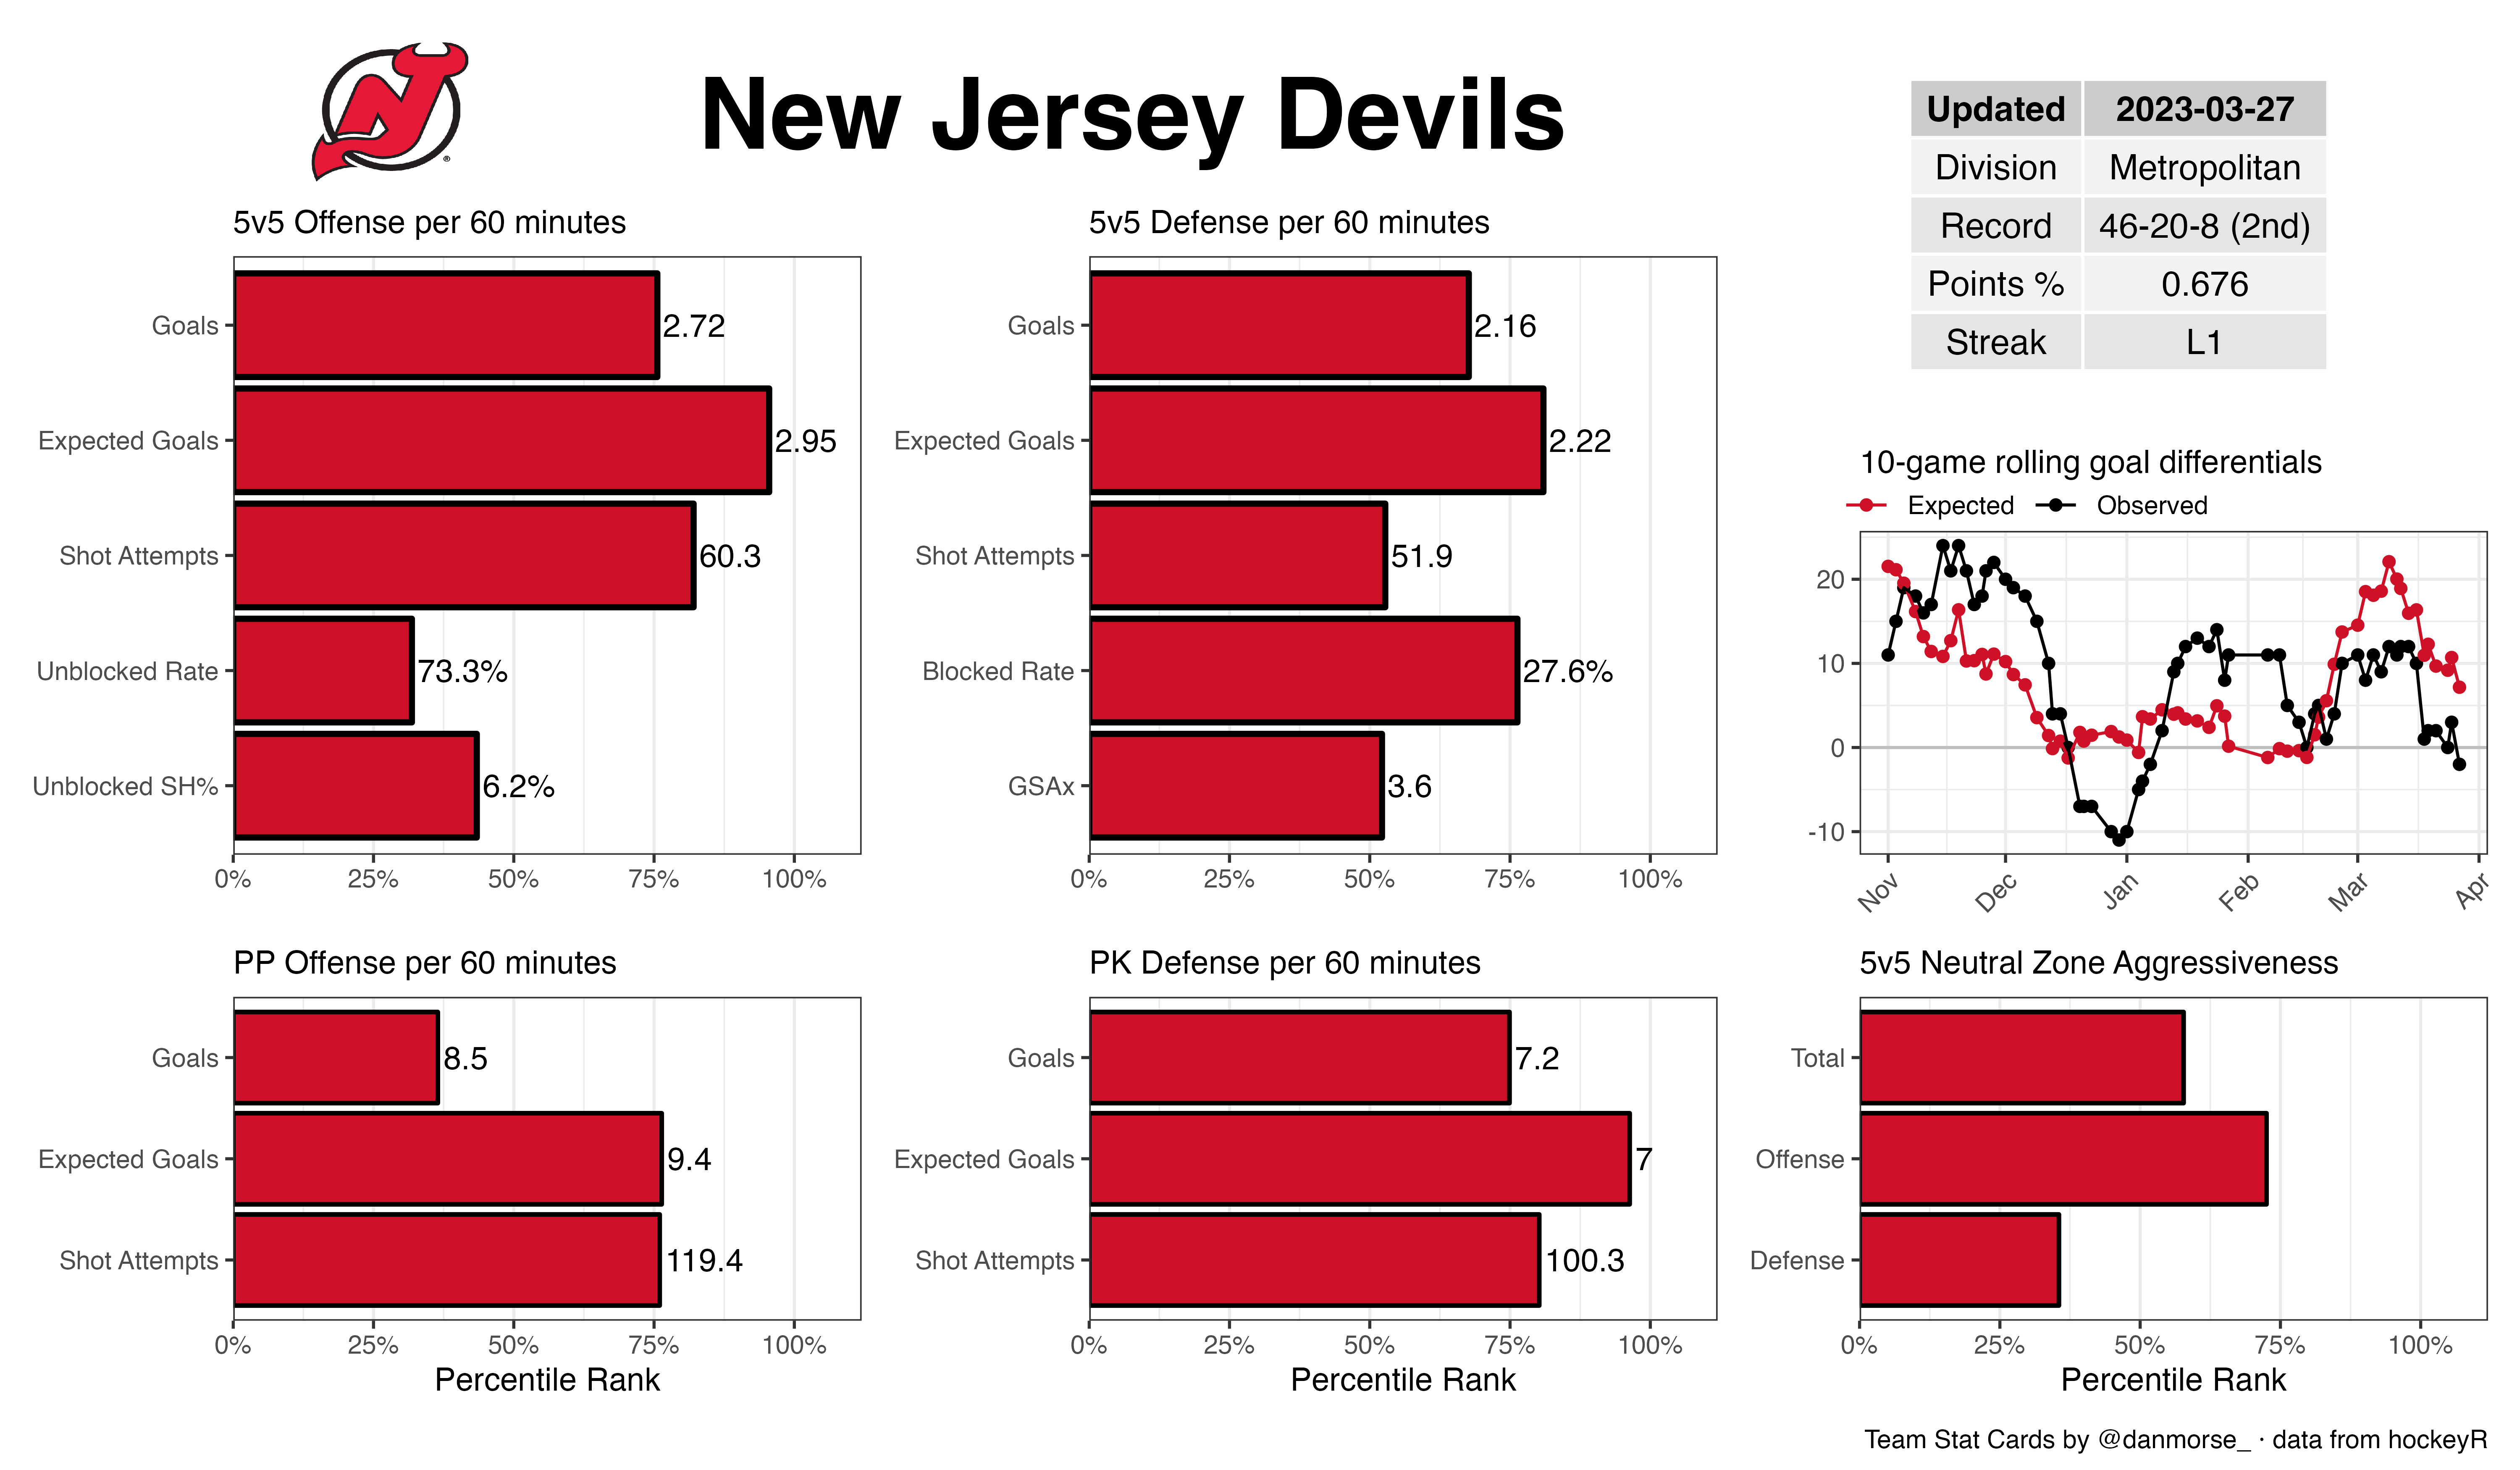 New Jersey Devils
Updated 2023-03-27
Division Metropolitan
Record 46-20-8 (2nd)
Points % 0.676
Streak L1
5v5 Offense per 60 minutes
Goals 2.72
Expected Goals 2.95
Shot Attempts 60.3
Unblocked Rate 73.3%
Unblocked SH% 6.2%
0% 25% 50% 75% 100%
5v5 Defense per 60 minutes
Goals 2.16
Expected Goals 2.22
Shot Attempts 51.9
Blocked Rate 27.6%
GSAx 3.6
0% 25% 50% 75% 100%
10-game rolling goal differentials
Expected Observed
20
10
0
-10
Nov Dec Jan Feb Mar Apr
PP Offense per 60 minutes
Goals 8.5
Expected Goals 9.4
Shot Attempts 119.4
0% 25% 50% 75% 100%
Percentile Rank
PK Defense per 60 minutes
Goals 7.2
Expected Goals 7
Shot Attempts 100.3
0% 25% 50% 75% 100%
Percentile Rank
5v5 Neutral Zone Aggressiveness
Total
Offense
Defense
0% 25% 50% 75% 100%
Percentile Rank
Team Stat Cards by @danmorse_ · data from hockeyR